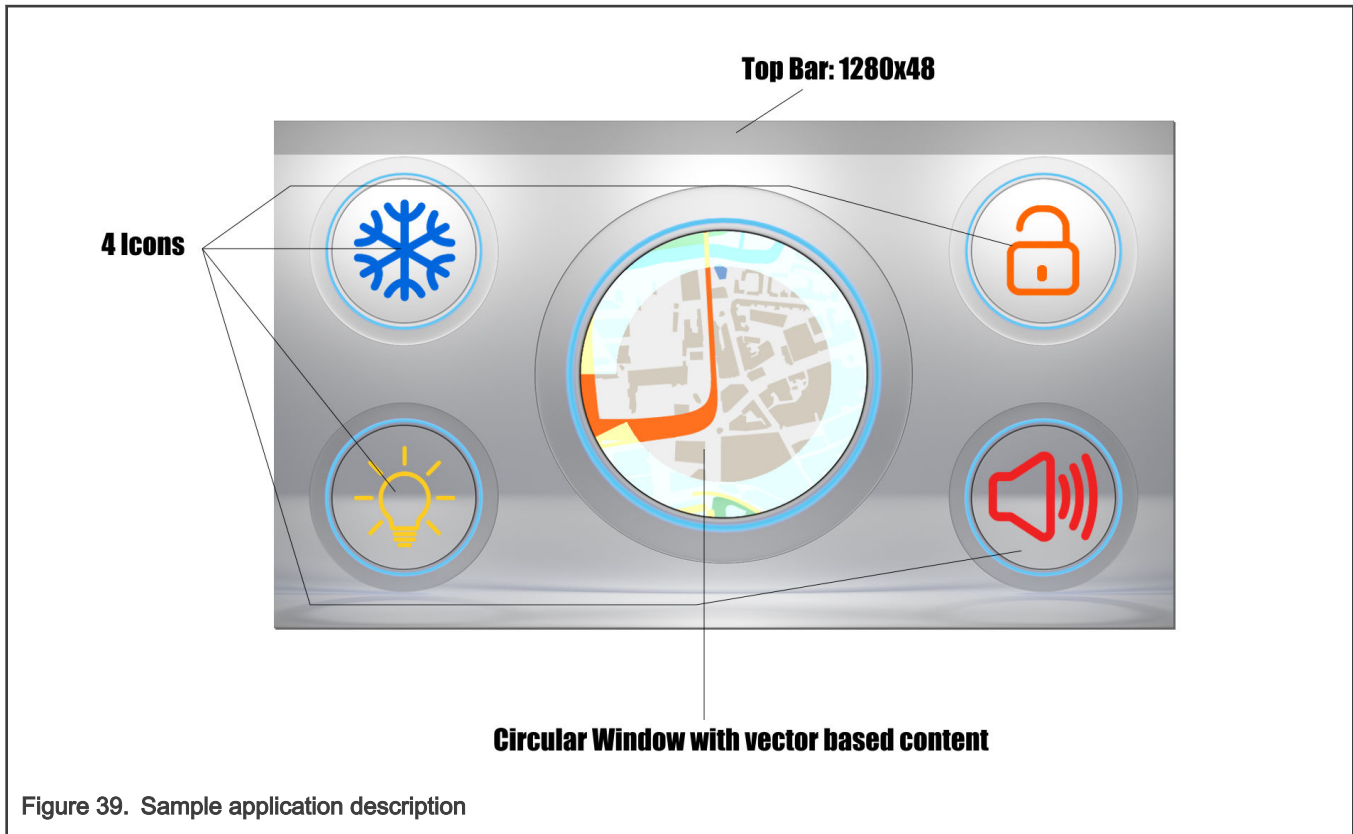 Top Bar: 1280x48
4 Icons
Circular Window with vector based content
Figure 39. Sample application description